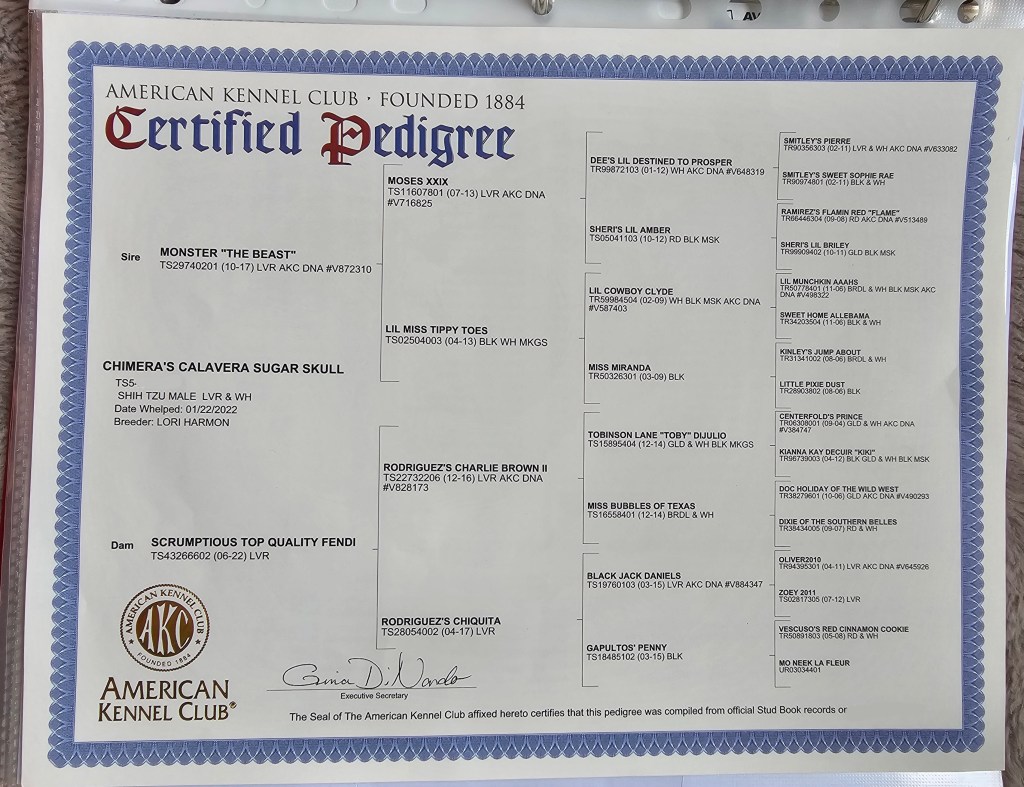 AV
AMERICAN KENNEL CLUB · FOUNDED 1884
Certified Pedigree
Sire
MONSTER "THE BEAST"
TS29740201 (10-17) LVR AKC DNA #V872310
CHIMERA'S CALAVERA SUGAR SKULL
TS5-
SHIH TZU MALE LVR & WH
Date Whelped: 01/22/2022
Breeder: LORI HARMON
Dam
SCRUMPTIOUS TOP QUALITY FENDI
TS43266602 (06-22) LVR
MOSES XXIX
TS11607801 (07-13) LVR AKC DNA
#V716825
LIL MISS TIPPY TOES
TS02504003 (04-13) BLK WH MKGS
RODRIGUEZ'S CHARLIE BROWN II
TS22732206 (12-16) LVR AKC DNA
#V828173
RODRIGUEZ'S CHIQUITA
TS28054002 (04-17) LVR
DEE'S LIL DESTINED TO PROSPER
TR99872103 (01-12) WH AKC DNA #V648319
SHERI'S LIL AMBER
TS05041103 (10-12) RD BLK MSK
LIL COWBOY CLYDE
TR59984504 (02-09) WH BLK MSK AKC DNA
#V587403
MISS MIRANDA
TR50326301 (03-09) BLK
TOBINSON LANE "TOBY" DIJULIO
TS15895404 (12-14) GLD & WH BLK MKGS
MISS BUBBLES OF TEXAS
TS16558401 (12-14) BRDL & WH
BLACK JACK DANIELS
TS19760103 (03-15) LVR AKC DNA #V884347
GAPULTOS' PENNY
TS18485102 (03-15) BLK
SMITLEY'S PIERRE
TR90356303 (02-11) LVR & WH AKC DNA #V633082
SMITLEY'S SWEET SOPHIE RAE
TR90974801 (02-11) BLK & WH
RAMIREZ'S FLAMIN RED "FLAME"
TR66446304 (09-08) RD AKC DNA #V513489
SHERI'S LIL BRILEY
TR99909402 (10-11) GLD BLK MSK
LIL MUNCHKIN AAAHS
TR50778401 (11-06) BRDL & WH BLK MSK AKC
DNA #V498322
SWEET HOME ALLEBAMA
TR34203504 (11-06) BLK & WH
KINLEY'S JUMP ABOUT
TR31341002 (08-06) BRDL & WH
LITTLE PIXIE DUST
TR28903802 (08-06) BLK
CENTERFOLD'S PRINCE
TR06308001 (09-04) GLD & WH AKC DNA
#V384747
KIANNA KAY DECUIR "KIKI"
TR96739003 (04-12) BLK GLD & WH BLK MSK
DOC HOLIDAY OF THE WILD WEST
TR38279601 (10-06) GLD AKC DNA #V490293
DIXIE OF THE SOUTHERN BELLES
TR38434005 (09-07) RD & WH
OLIVER2010
TR94395301 (04-11) LVR AKC DNA #V645926
ZOEY 2011
TS02817305 (07-12) LVR
VESCUSO'S RED CINNAMON COOKIE
TR50891803 (05-08) RD & WH
MO NEEK LA FLEUR
UR03034401
AMERICAN KENNEL CLUB
AKC
FOUNDED 1884
AMERICAN
KENNEL CLUB®
Gina DiNardo
Executive Secretary
The Seal of The American Kennel Club affixed hereto certifies that this pedigree was compiled from official Stud Book records or